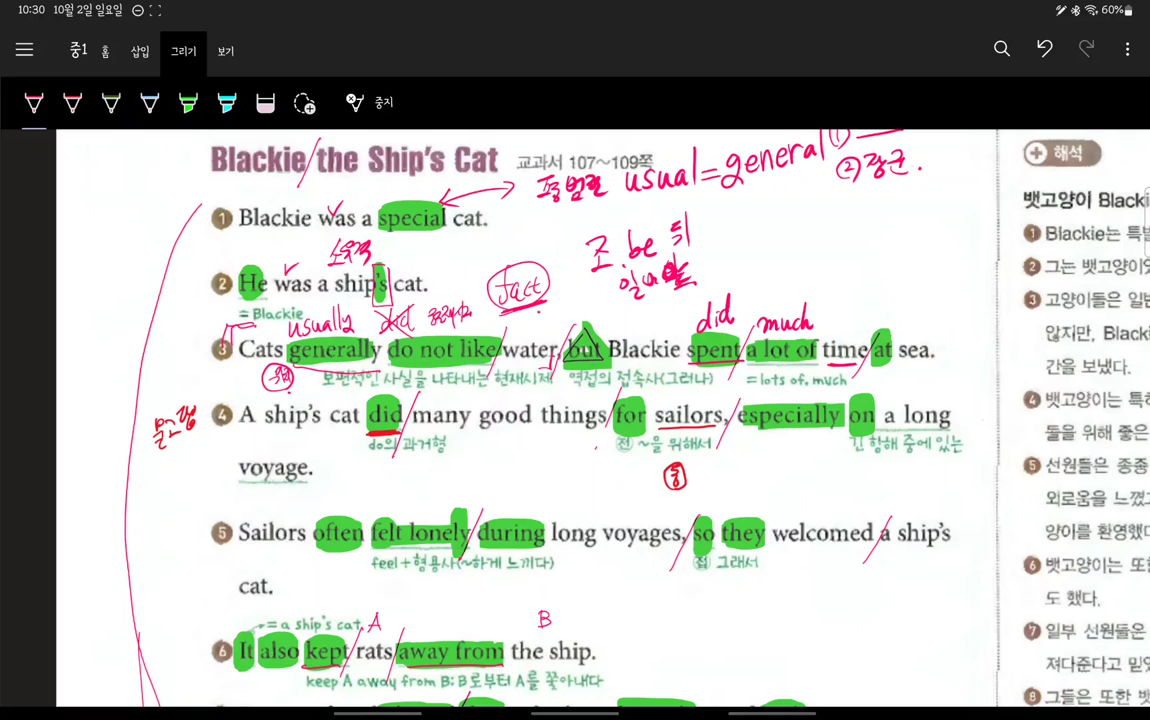 10:30 10월 2일 일요일 60%
중1 홈 삽입 그리기 보기
중지
Blackie/the Ship's Cat 교과서 107~109쪽
usual=general ①
② 장군.
① Blackie was a special cat.
② He was a ship's cat.
= Blackie
fact
조.be 뒤
일
usually did 현재시제
did much
③ Cats generally do not like water, but Blackie spent a lot of time at sea.
보편적인 사실을 나타내는 현재시제 역접의 접속사(그러나) =lots of, much
④ A ship's cat did many good things for sailors, especially on a long
do의 과거형 전 ~을 위해서 긴 항해 중에 있는
voyage.
⑤ Sailors often felt lonely during long voyages, so they welcomed a ship's
feel+형용사(~하게 느끼다) 접 그래서
cat.
= a ship's cat A B
⑥ It also kept rats away from the ship.
keep A away from B: B로부터 A를 쫓아내다
해석
뱃고양이 Blacki
① Blackie는 특별
② 그는 뱃고양이였
③ 고양이들은 일반
않지만, Black
간을 보냈다.
④ 뱃고양이는 특히
들을 위해 좋은
⑤ 선원들은 종종
외로움을 느꼈고
양이를 환영했다
⑥ 뱃고양이는 또한
도 했다.
⑦ 일부 선원들은
져다준다고 믿었
⑧ 그들은 또한 뱃